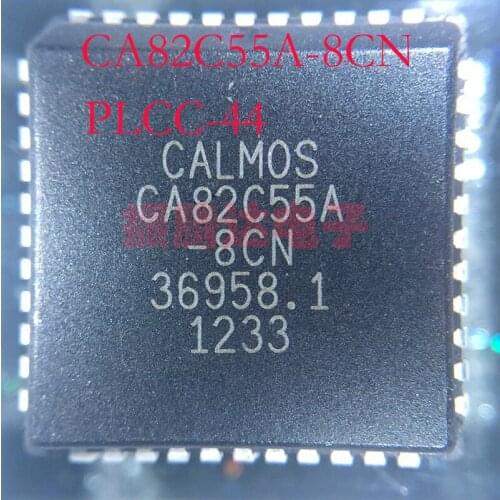 CA82C55A-8CN
PLCC-44
CALMOS
CA82C55A
-8CN
36958.1
1233